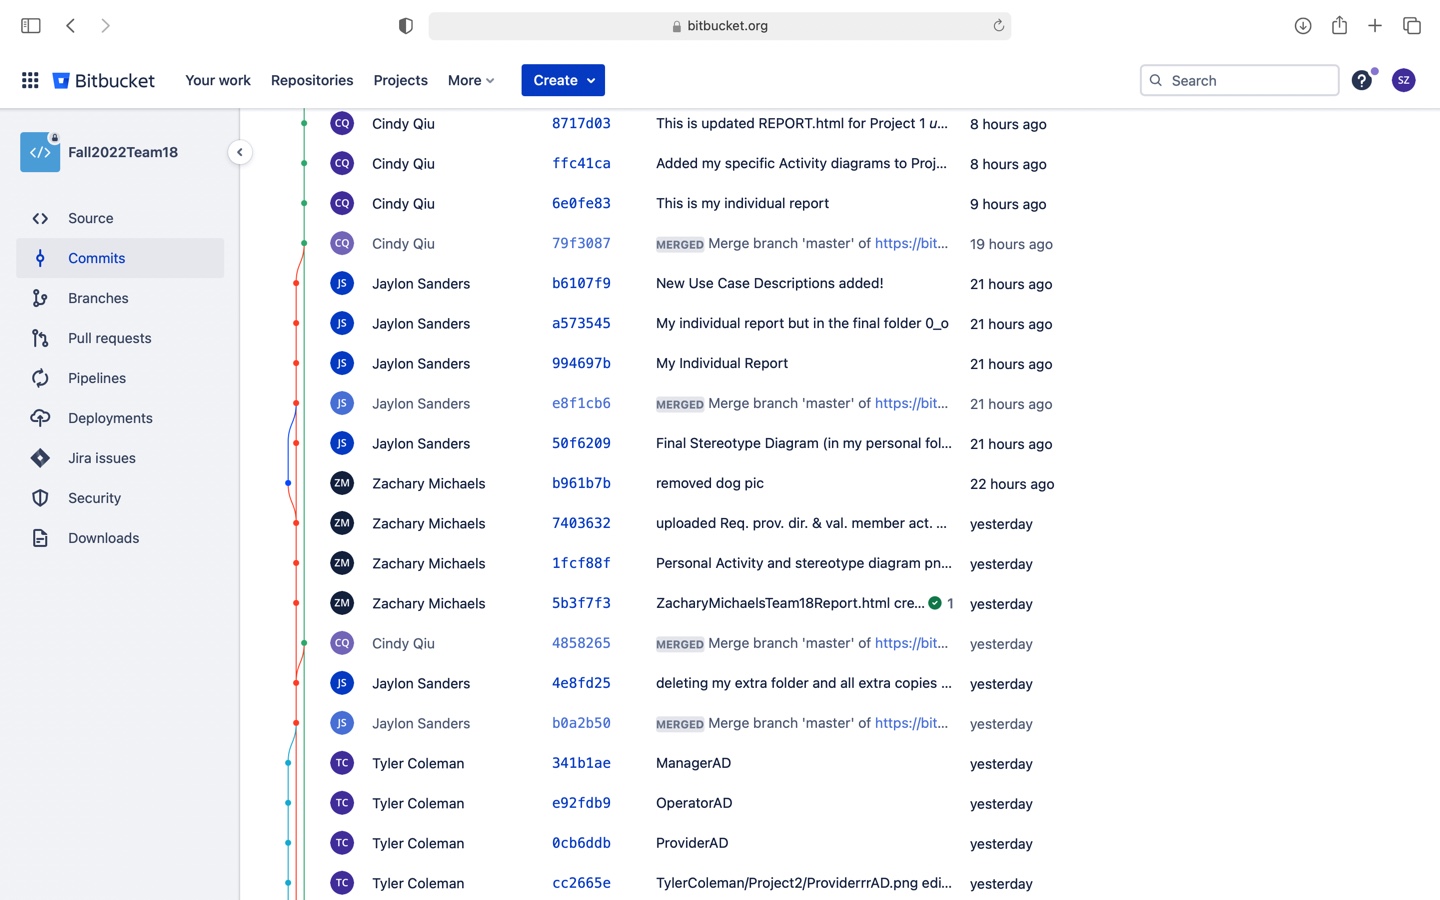 bitbucket.org
Bitbucket Your work Repositories Projects More Create Search SZ
</> Fall2022Team18
Source
Commits
Branches
Pull requests
Pipelines
Deployments
Jira issues
Security
Downloads
CQ Cindy Qiu 8717d03 This is updated REPORT.html for Project 1 u... 8 hours ago
CQ Cindy Qiu ffc41ca Added my specific Activity diagrams to Proj... 8 hours ago
CQ Cindy Qiu 6e0fe83 This is my individual report 9 hours ago
CQ Cindy Qiu 79f3087 MERGED Merge branch 'master' of https://bit... 19 hours ago
JS Jaylon Sanders b6107f9 New Use Case Descriptions added! 21 hours ago
JS Jaylon Sanders a573545 My individual report but in the final folder 0_o 21 hours ago
JS Jaylon Sanders 994697b My Individual Report 21 hours ago
JS Jaylon Sanders e8f1cb6 MERGED Merge branch 'master' of https://bit... 21 hours ago
JS Jaylon Sanders 50f6209 Final Stereotype Diagram (in my personal fol... 21 hours ago
ZM Zachary Michaels b961b7b removed dog pic 22 hours ago
ZM Zachary Michaels 7403632 uploaded Req. prov. dir. & val. member act. ... yesterday
ZM Zachary Michaels 1fcf88f Personal Activity and stereotype diagram pn... yesterday
ZM Zachary Michaels 5b3f7f3 ZacharyMichaelsTeam18Report.html cre... 1 yesterday
CQ Cindy Qiu 4858265 MERGED Merge branch 'master' of https://bit... yesterday
JS Jaylon Sanders 4e8fd25 deleting my extra folder and all extra copies ... yesterday
JS Jaylon Sanders b0a2b50 MERGED Merge branch 'master' of https://bit... yesterday
TC Tyler Coleman 341b1ae ManagerAD yesterday
TC Tyler Coleman e92fdb9 OperatorAD yesterday
TC Tyler Coleman 0cb6ddb ProviderAD yesterday
TC Tyler Coleman cc2665e TylerColeman/Project2/ProviderrrAD.png edi... yesterday